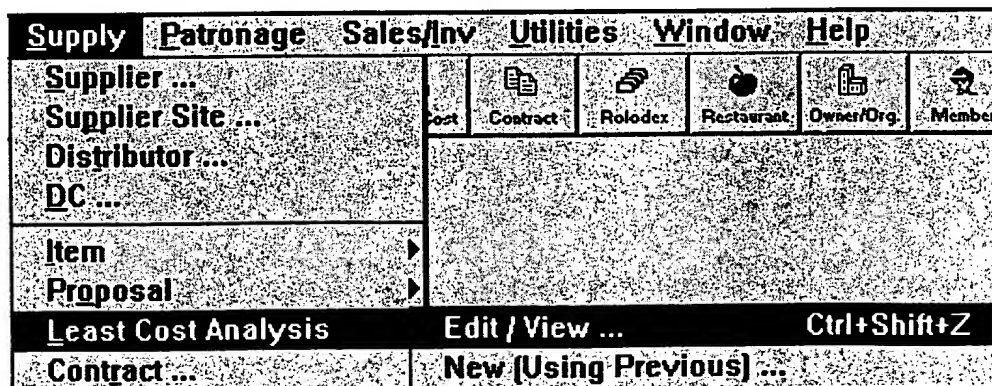 Supply Patronage Sales/Inv Utilities Window Help
Supplier ...
Supplier Site ...
Distributor ...
DC ...
Cost Contract Rolodex Restaurant Owner/Org. Member
Item
Proposal
Least Cost Analysis Edit / View ... Ctrl+Shift+Z
Contract ... New (Using Previous) ...